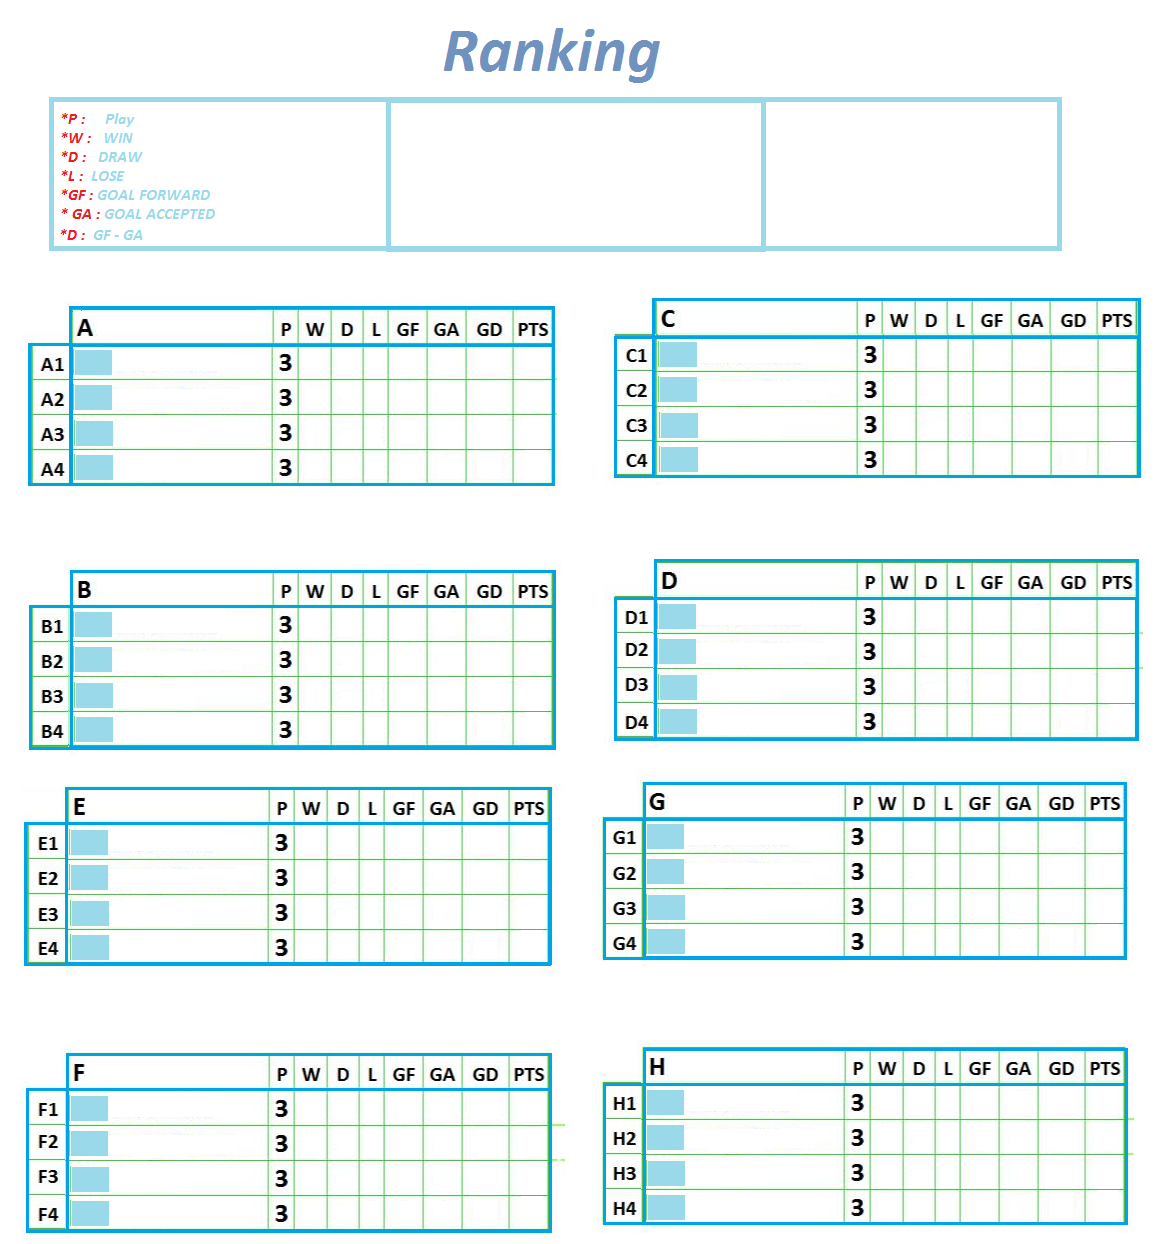 Ranking
*P : Play
*W : WIN
*D : DRAW
*L : LOSE
*GF : GOAL FORWARD
* GA : GOAL ACCEPTED
*D : GF - GA
A P W D L GF GA GD PTS
A1 3
A2 3
A3 3
A4 3
C P W D L GF GA GD PTS
C1 3
C2 3
C3 3
C4 3
B P W D L GF GA GD PTS
B1 3
B2 3
B3 3
B4 3
D P W D L GF GA GD PTS
D1 3
D2 3
D3 3
D4 3
E P W D L GF GA GD PTS
E1 3
E2 3
E3 3
E4 3
G P W D L GF GA GD PTS
G1 3
G2 3
G3 3
G4 3
F P W D L GF GA GD PTS
F1 3
F2 3
F3 3
F4 3
H P W D L GF GA GD PTS
H1 3
H2 3
H3 3
H4 3